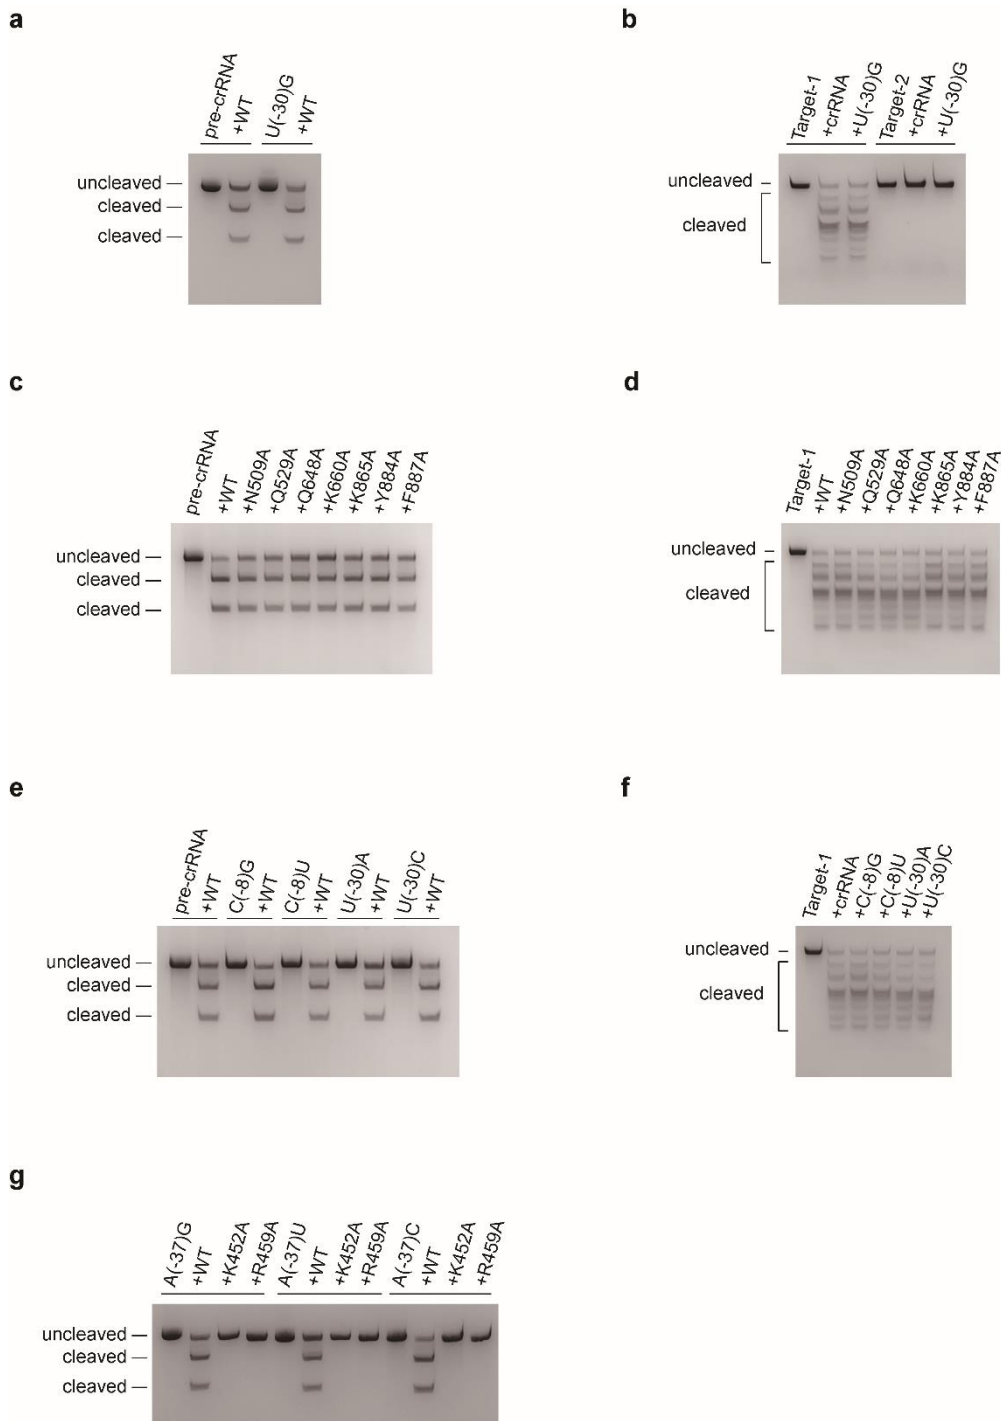 a
pre-crRNA
+WT
U(-30)G
+WT
uncleaved
cleaved
cleaved
b
Target-1
+crRNA
+U(-30)G
Target-2
+crRNA
+U(-30)G
uncleaved
cleaved
c
pre-crRNA
+WT
+N509A
+Q529A
+Q648A
+K660A
+K865A
+Y884A
+F887A
uncleaved
cleaved
cleaved
d
Target-1
+WT
+N509A
+Q529A
+Q648A
+K660A
+K865A
+Y884A
+F887A
uncleaved
cleaved
e
pre-crRNA
+WT
C(-8)G
+WT
C(-8)U
+WT
U(-30)A
+WT
U(-30)C
+WT
uncleaved
cleaved
cleaved
f
Target-1
+crRNA
+C(-8)G
+C(-8)U
+U(-30)A
+U(-30)C
uncleaved
cleaved
g
A(-37)G
+WT
+K452A
+R459A
A(-37)U
+WT
+K452A
+R459A
A(-37)C
+WT
+K452A
+R459A
uncleaved
cleaved
cleaved